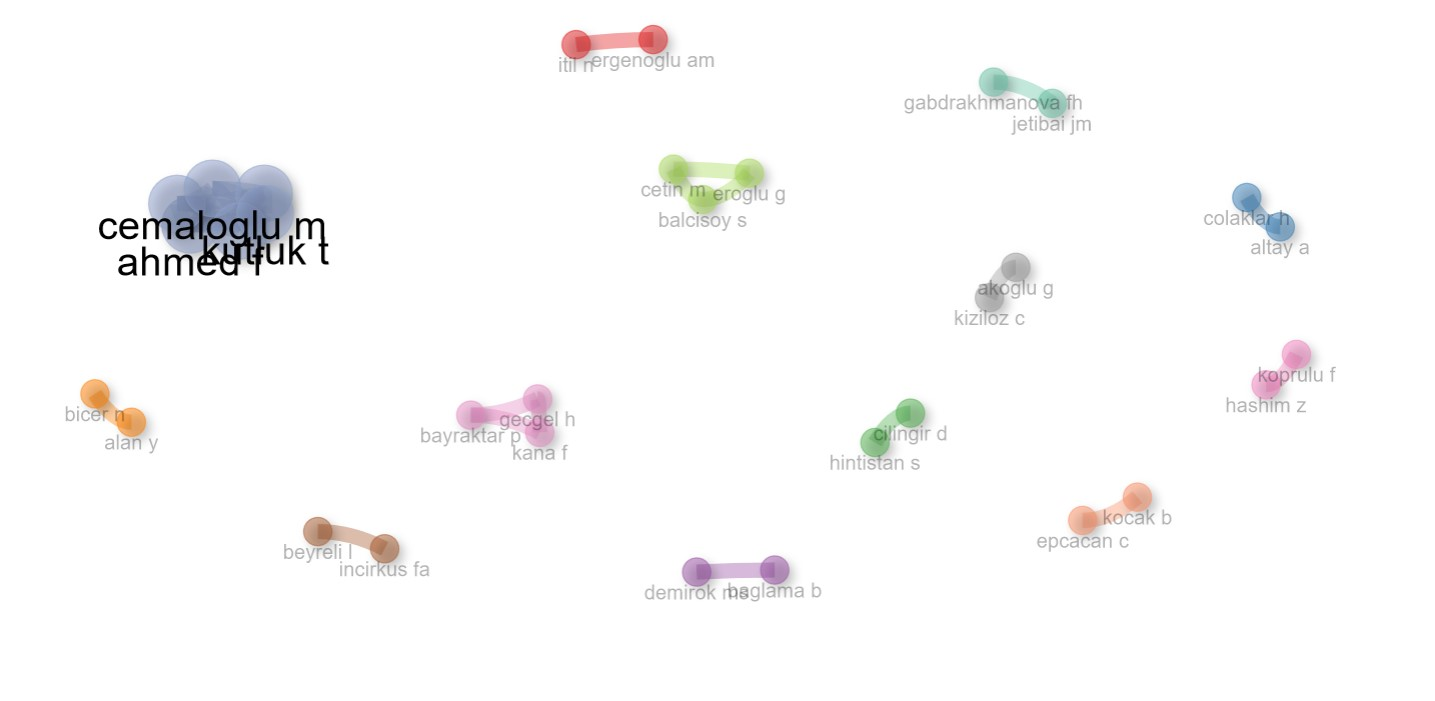 itil n
ergenoglu am
gabdrakhmanova fh
jetibai jm
cetin m
eroglu g
balcisoy s
colaklar h
altay a
cemaloglu m
kutluk t
ahmed f
akoglu g
kiziloz c
koprulu f
hashim z
bicer n
alan y
gecgel h
bayraktar p
kana f
cilingir d
hintistan s
kocak b
epcacan c
beyreli l
incirkus fa
demirok ms
baglama b